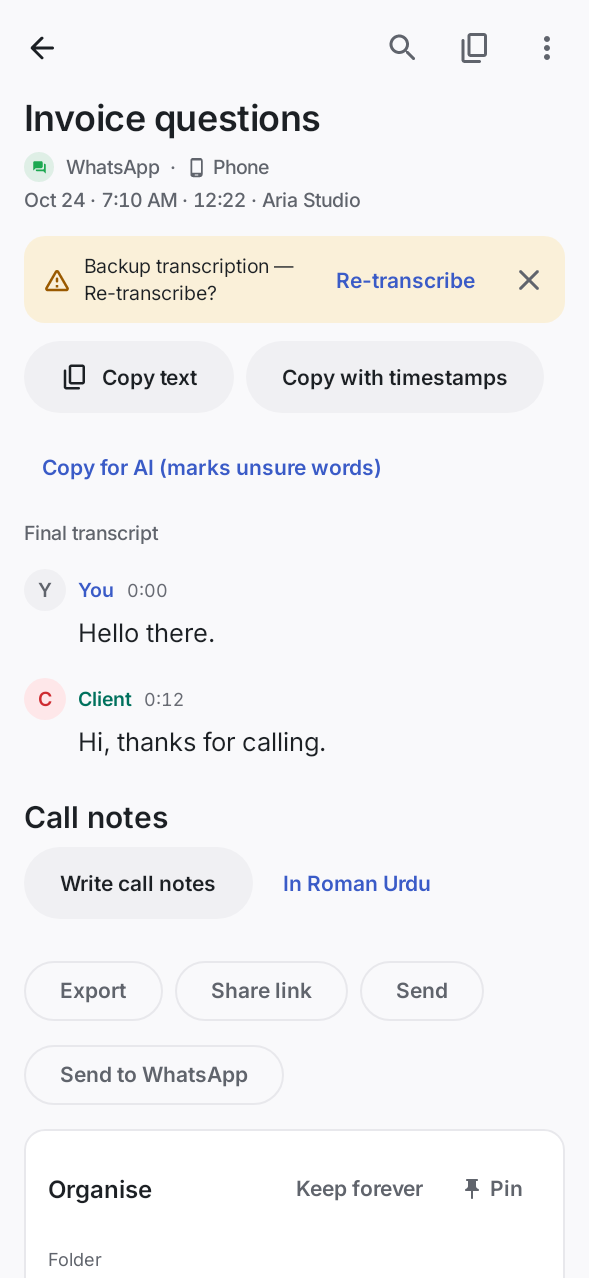 Invoice questions
WhatsApp · Phone
Oct 24 · 7:10 AM · 12:22 · Aria Studio
Backup transcription —
Re-transcribe?
Re-transcribe
Copy text
Copy with timestamps
Copy for AI (marks unsure words)
Final transcript
Y You 0:00
Hello there.
C Client 0:12
Hi, thanks for calling.
Call notes
Write call notes
In Roman Urdu
Export
Share link
Send
Send to WhatsApp
Organise
Keep forever
Pin
Folder